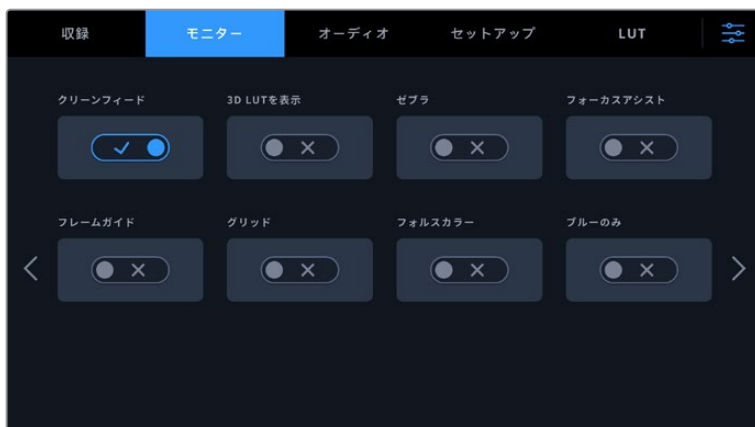 収録 モニター オーディオ セットアップ LUT
クリーンフィード 3D LUTを表示 ゼブラ フォーカスアシスト
フレームガイド グリッド フォルスカラー ブルーのみ